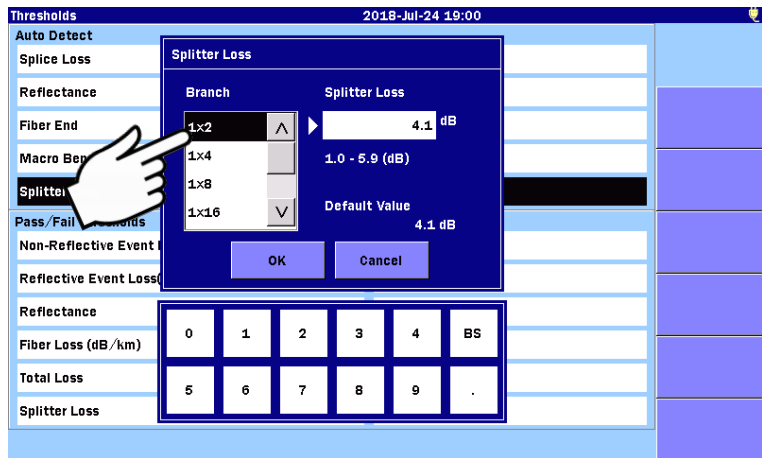 Thresholds 2018-Jul-24 19:00
Auto Detect
Splice Loss
Reflectance
Fiber End
Macro
Splitter
Pass/Fail
Non-Reflective Event
Reflective Event Loss(
Reflectance
Fiber Loss (dB/km)
Total Loss
Splitter Loss
Splitter Loss
Branch Splitter Loss
1x2 4.1 dB
1x4 1.0 - 5.9 (dB)
1x8
1x16
Default Value
4.1 dB
OK Cancel
0 1 2 3 4 BS
5 6 7 8 9 .